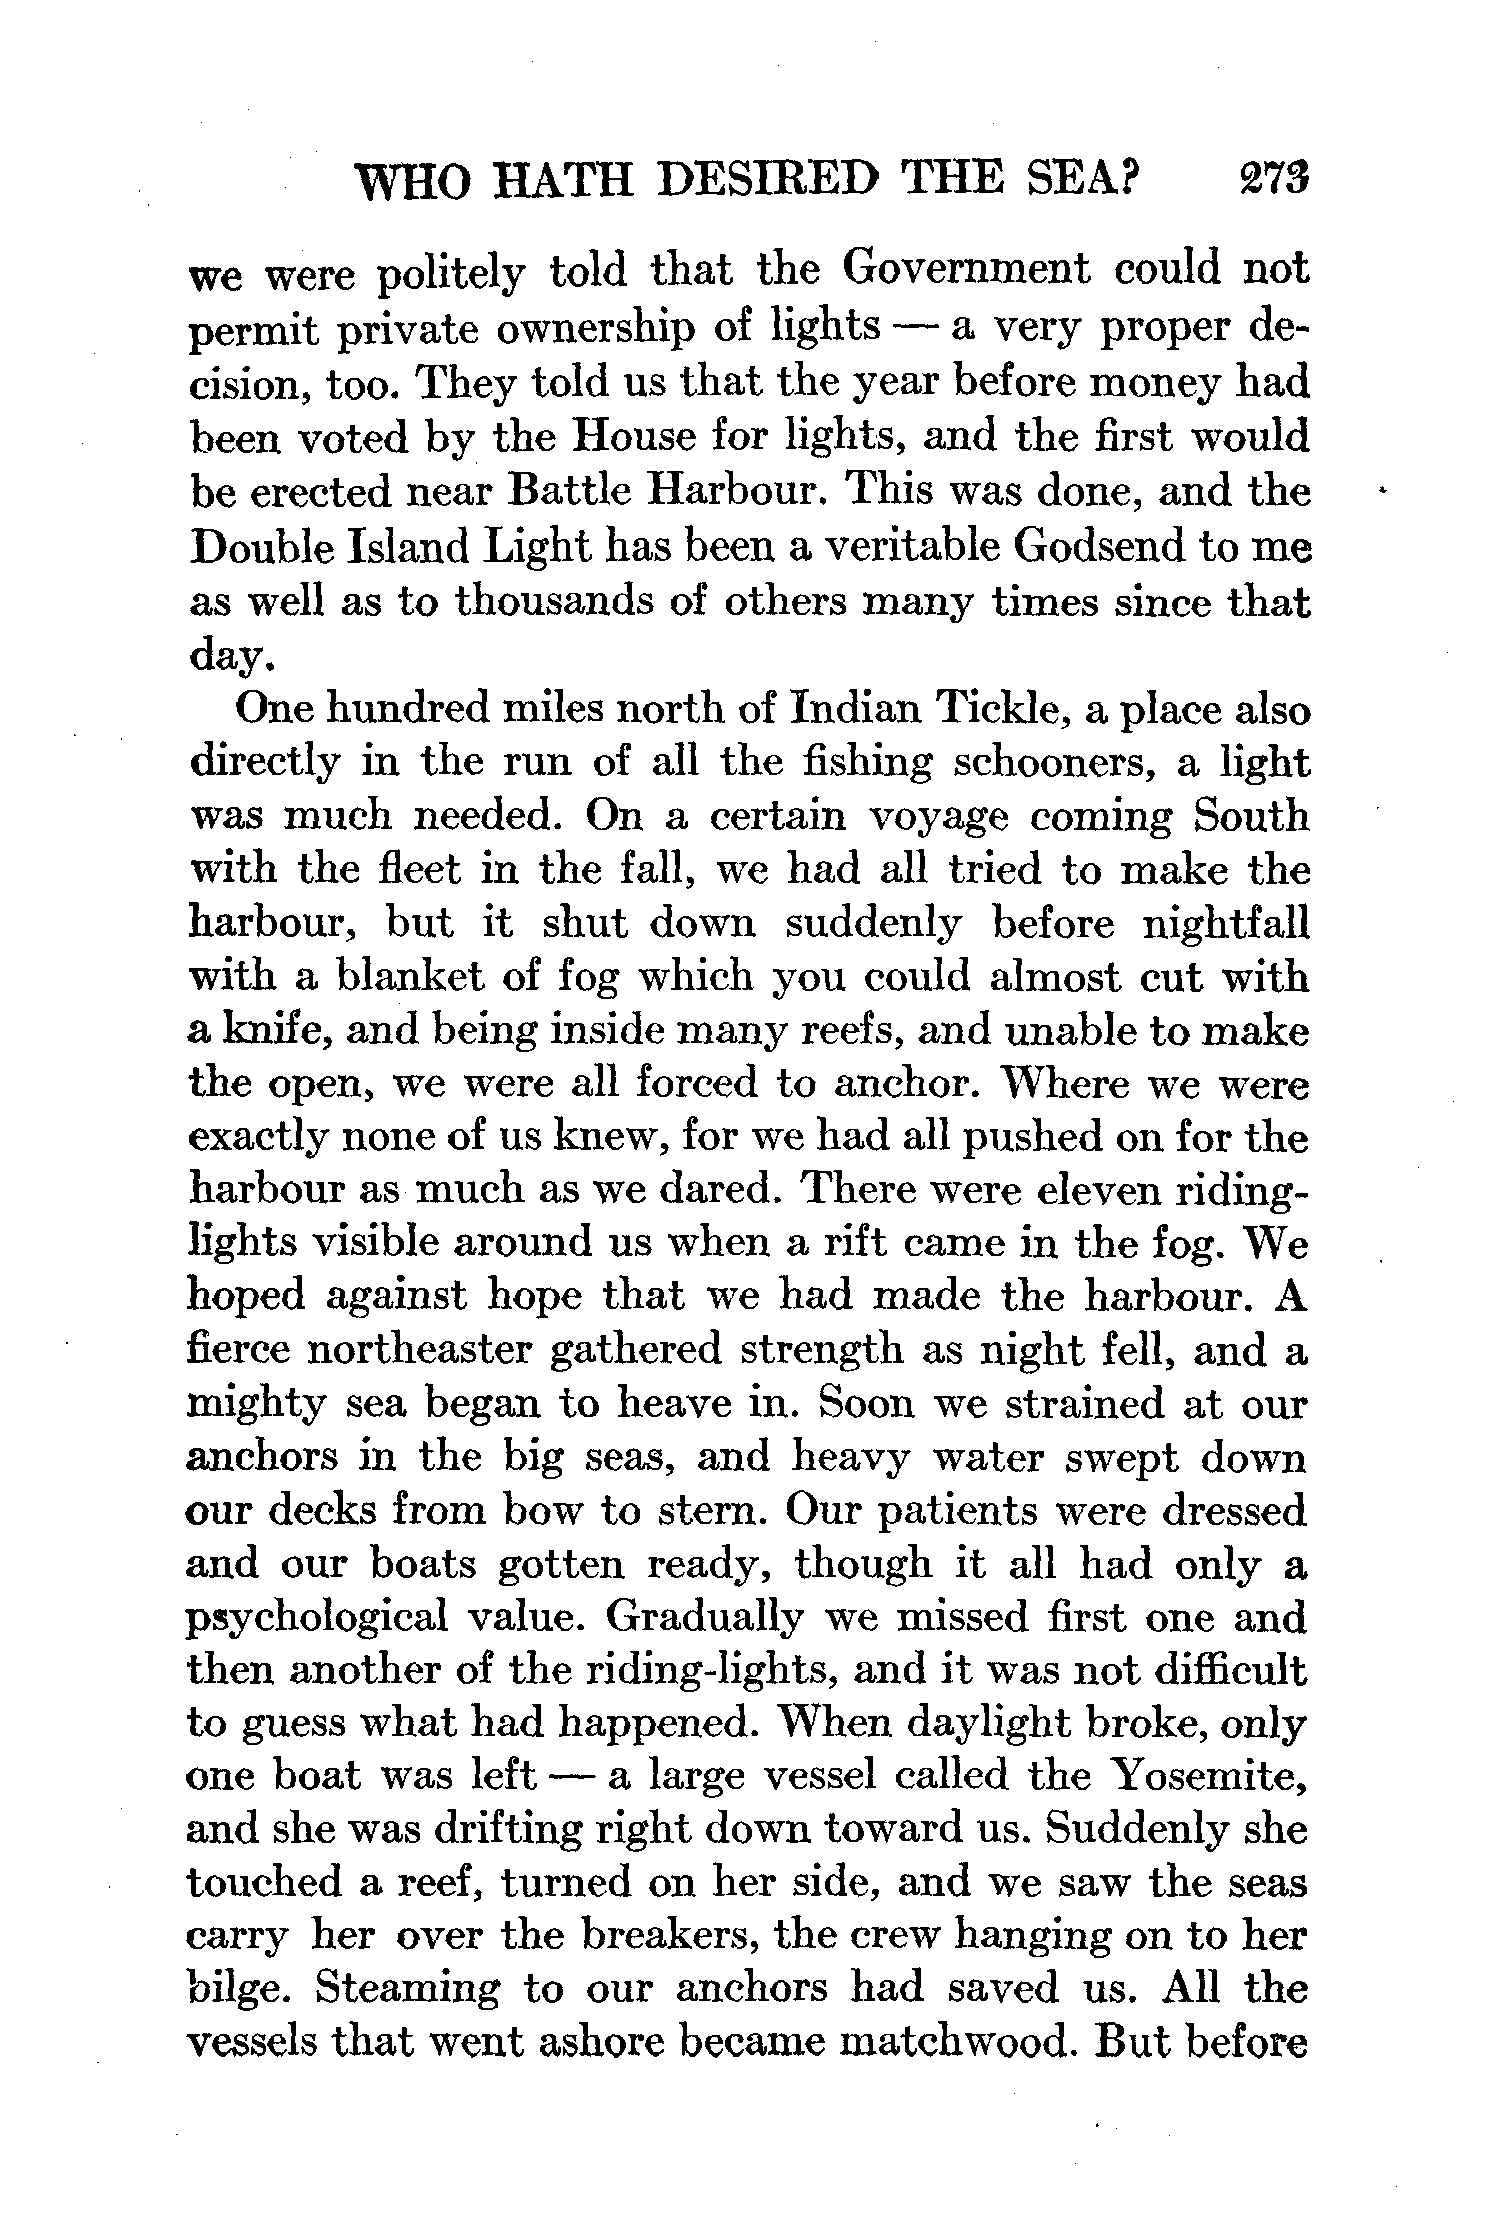 WHO HATH DESIRED THE SEA? 273
we were politely told that the Government could not
permit private ownership of lights — a very proper de-
cision, too. They told us that the year before money had
been voted by the House for lights, and the first would
be erected near Battle Harbour. This was done, and the
Double Island Light has been a veritable Godsend to me
as well as to thousands of others many times since that
day.
One hundred miles north of Indian Tickle, a place also
directly in the run of all the fishing schooners, a light
was much needed. On a certain voyage coming South
with the fleet in the fall, we had all tried to make the
harbour, but it shut down suddenly before nightfall
with a blanket of fog which you could almost cut with
a knife, and being inside many reefs, and unable to make
the open, we were all forced to anchor. Where we were
exactly none of us knew, for we had all pushed on for the
harbour as much as we dared. There were eleven riding-
lights visible around us when a rift came in the fog. We
hoped against hope that we had made the harbour. A
fierce northeaster gathered strength as night fell, and a
mighty sea began to heave in. Soon we strained at our
anchors in the big seas, and heavy water swept down
our decks from bow to stern. Our patients were dressed
and our boats gotten ready, though it all had only a
psychological value. Gradually we missed first one and
then another of the riding-lights, and it was not difficult
to guess what had happened. When daylight broke, only
one boat was left — a large vessel called the Yosemite,
and she was drifting right down toward us. Suddenly she
touched a reef, turned on her side, and we saw the seas
carry her over the breakers, the crew hanging on to her
bilge. Steaming to our anchors had saved us. All the
vessels that went ashore became matchwood. But before